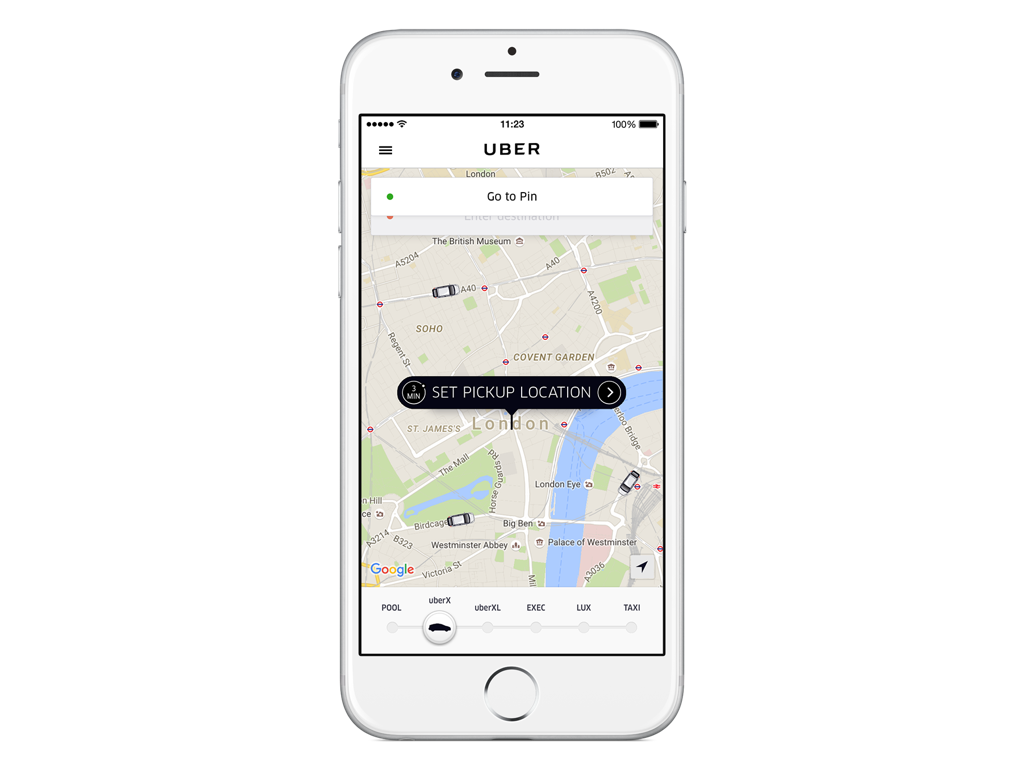 11:23
100%
UBER
London
R502
Go to Pin
Enter destination
The British Museum
A5204
A40
A40
A4200
SOHO
Regent St
COVENT GARDEN
3 MIN
SET PICKUP LOCATION
Waterloo Bridge
ST. JAMES'S
London
The Mall
Horse Guards Rd
London Eye
n Hill
ce
Birdcage
Big Ben
A3214
B323
Westminster Abbey
Palace of Westminster
Google
Victoria St
Mil
A3036
POOL
uberX
uberXL
EXEC
LUX
TAXI